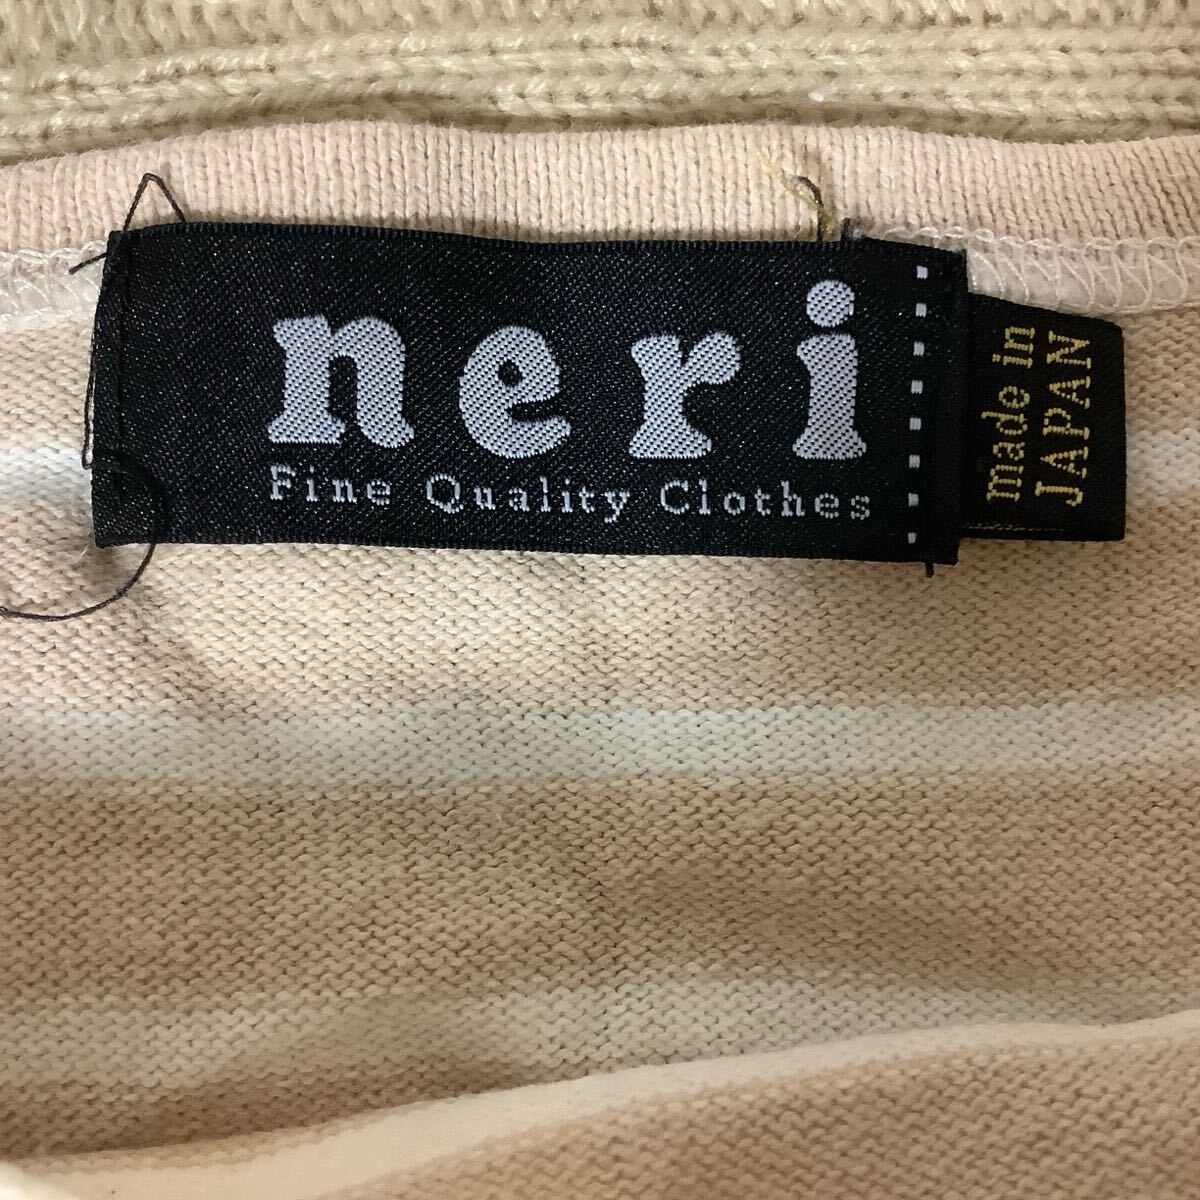 neri
Fine Quality Clothes
made in
JAPAN